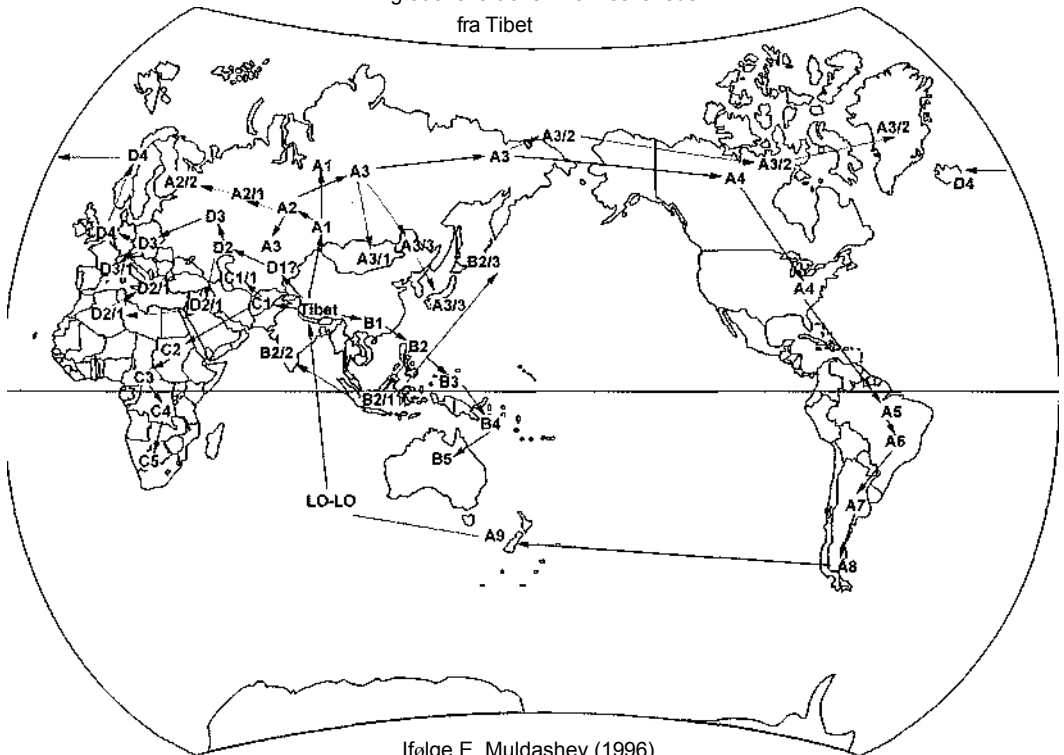 fra Tibet
A3/2
A3/2
D4
A3
A3/2
A1
A3
A4
D4
A2/2
A2/1
A2
D3
A1
D4
D3
D2
A3
A3/3
A3/1
B2/3
D3/1
D1?
C1/1
D2/1
A4
D2/1
C1
Tibet
A3/3
D2/1
B1
C2
B2/2
B2
C3
B3
B2/1
C4
A5
B4
A6
C5
B5
LO-LO
A7
A9
A8
Ifølge E. Muldashev (1996)